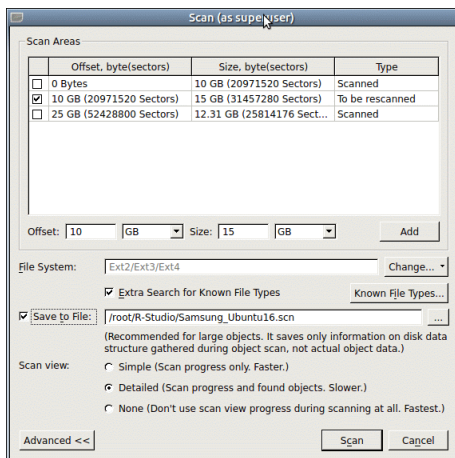 Scan (as superuser)
Scan Areas
Offset, byte(sectors) Size, byte(sectors) Type
0 Bytes 10 GB (20971520 Sectors) Scanned
10 GB (20971520 Sectors) 15 GB (31457280 Sectors) To be rescanned
25 GB (52428800 Sectors) 12.31 GB (25814176 Sect... Scanned
Offset: 10 GB Size: 15 GB Add
File System: Ext2/Ext3/Ext4 Change...
Extra Search for Known File Types Known File Types...
Save to File: /root/R-Studio/Samsung_Ubuntu16.scn ...
(Recommended for large objects. It saves only information on disk data
structure gathered during object scan, not actual object data.)
Scan view: Simple (Scan progress only. Faster.)
Detailed (Scan progress and found objects. Slower.)
None (Don't use scan view progress during scanning at all. Fastest.)
Advanced << Scan Cancel